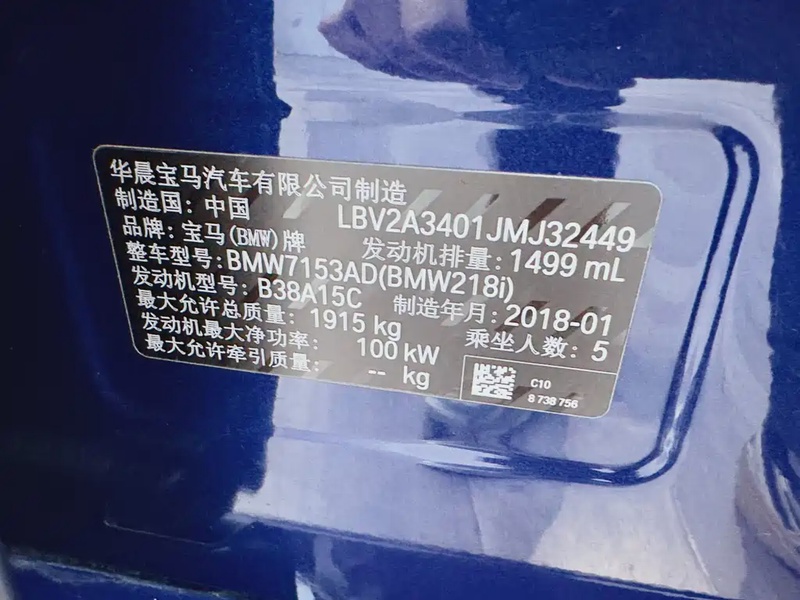 华晨宝马汽车有限公司制造
制造国: 中国 LBV2A3401JMJ32449
品牌: 宝马(BMW)牌 发动机排量: 1499 mL
整车型号: BMW7153AD(BMW218i)
发动机型号: B38A15C 制造年月: 2018-01
最大允许总质量: 1915 kg 乘坐人数: 5
发动机最大净功率: 100 kW
最大允许牵引质量: -- kg
C10
8 738 756